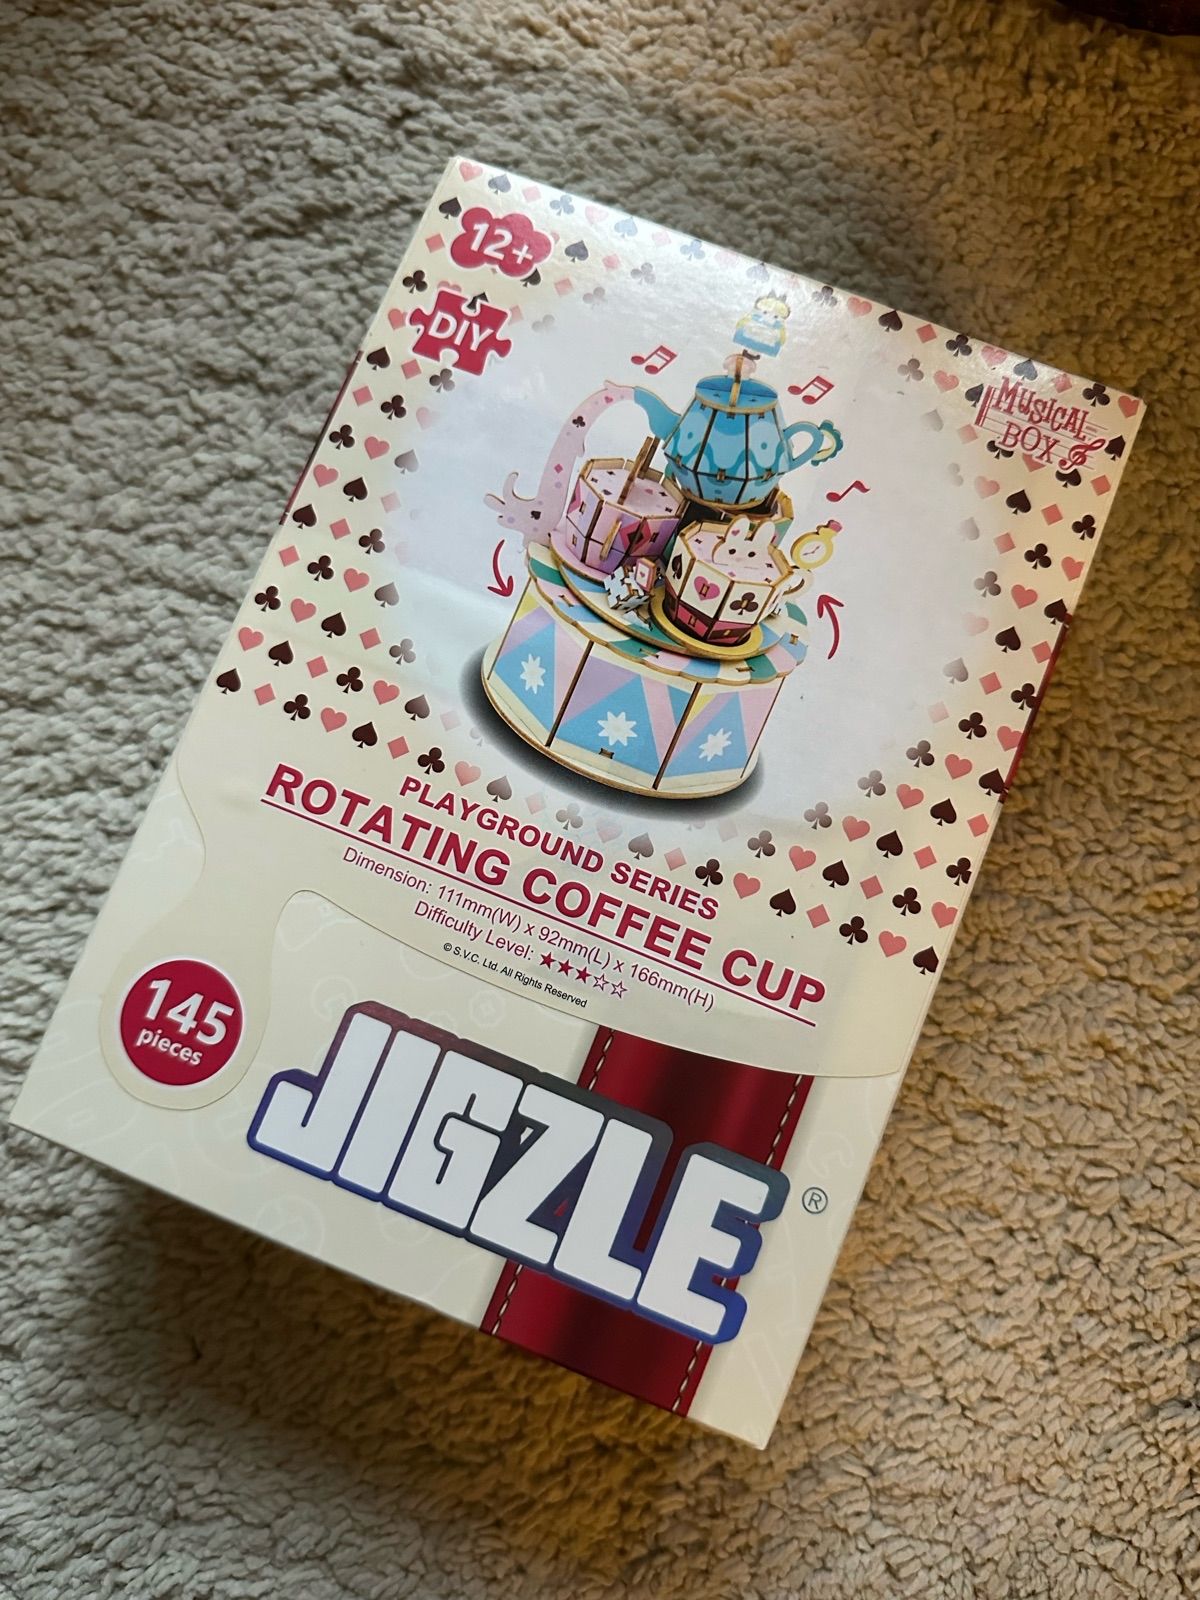 12+
DIY
MUSICAL
BOX
PLAYGROUND SERIES
ROTATING COFFEE CUP
Dimension: 111mm(W) x 92mm(L) x 166mm(H)
Difficulty Level: ★★★☆☆
© S.V.C. Ltd. All Rights Reserved
145
pieces
JIGZLE®